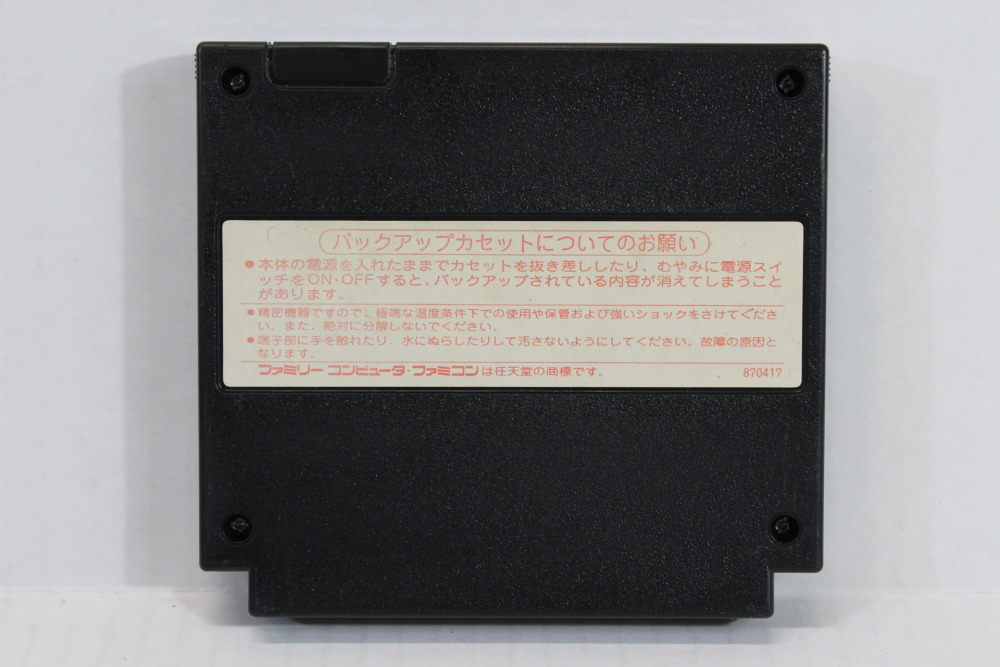 バックアップカセットについてのお願い
●本体の電源を入れたままでカセットを抜き差ししたり、むやみに電源スイ
ッチをON・OFFすると、バックアップされている内容が消えてしまうこと
があります。
●精密機器ですので、極端な温度条件下での使用や保管および強いショックをさけてくださ
い。また、絶対に分解しないでください。
●端子部に手を触れたり、水にぬらしたりして汚さないようにしてください。故障の原因と
なります。
ファミリー コンピュータ・ファミコンは任天堂の商標です。 870417